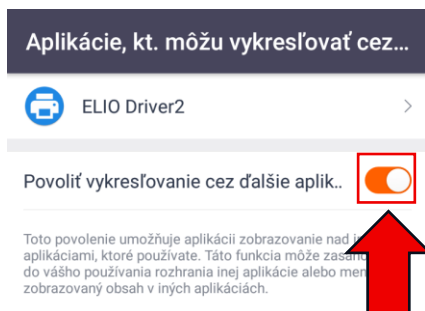 Aplikácie, kt. môžu vykresľovať cez...
ELIO Driver2
Povoliť vykresľovanie cez ďalšie aplik..
Toto povolenie umožňuje aplikácii zobrazovanie nad
aplikáciami, ktoré používate. Táto funkcia môže
do vášho používania rozhrania inej aplikácie alebo
zobrazovaný obsah v iných aplikáciách.